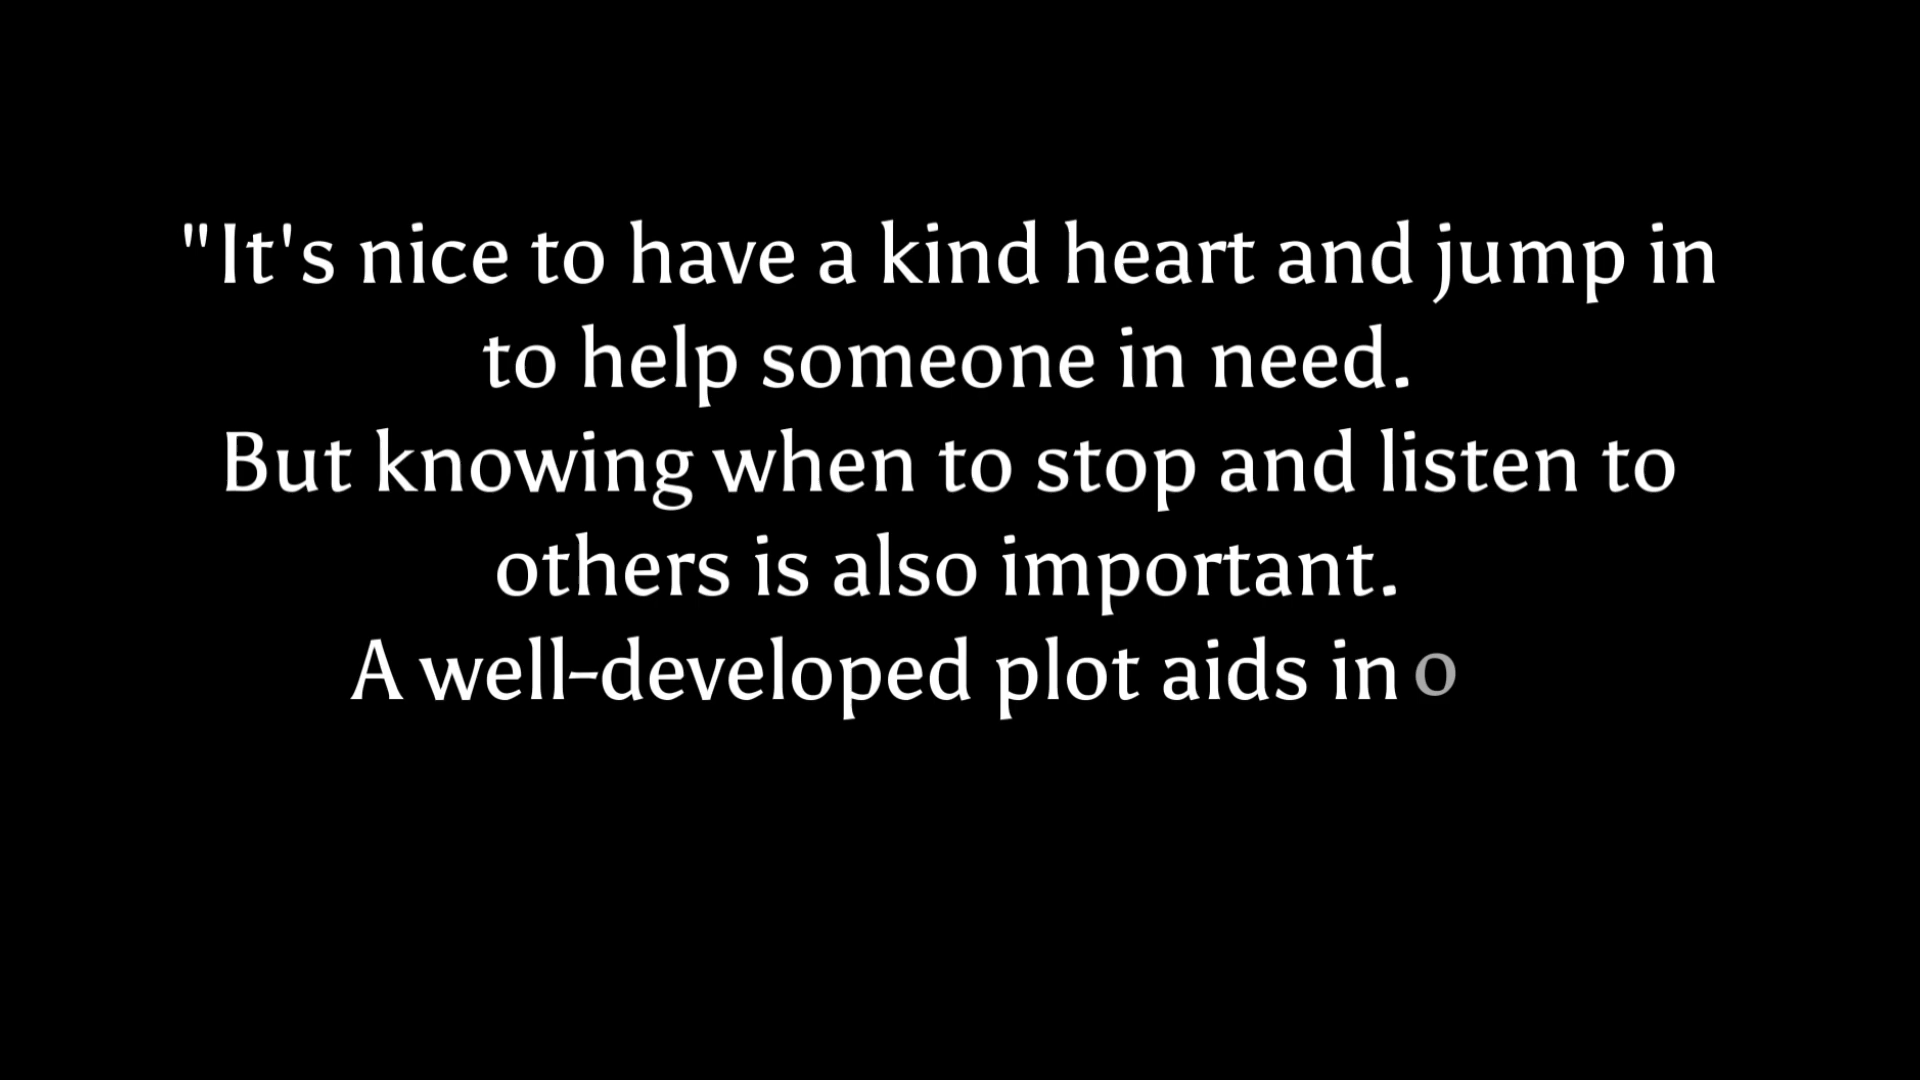 "It's nice to have a kind heart and jump in
to help someone in need.
But knowing when to stop and listen to
others is also important.
A well-developed plot aids in o